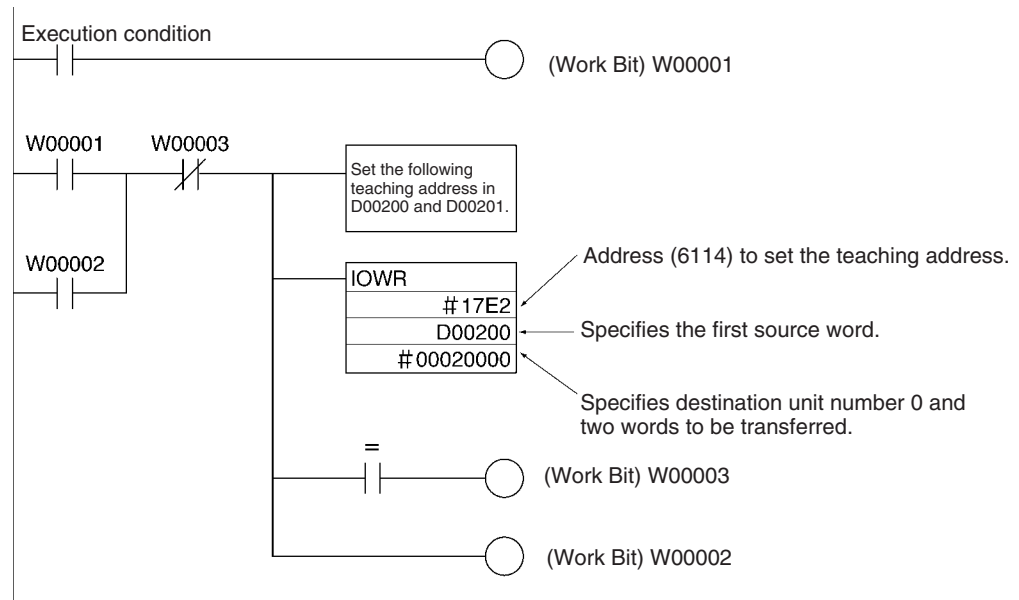 Execution condition
(Work Bit) W00001
W00001
W00003
Set the following
teaching address in
D00200 and D00201.
W00002
Address (6114) to set the teaching address.
IOWR
#17E2
D00200
Specifies the first source word.
#00020000
Specifies destination unit number 0 and
two words to be transferred.
=
(Work Bit) W00003
(Work Bit) W00002